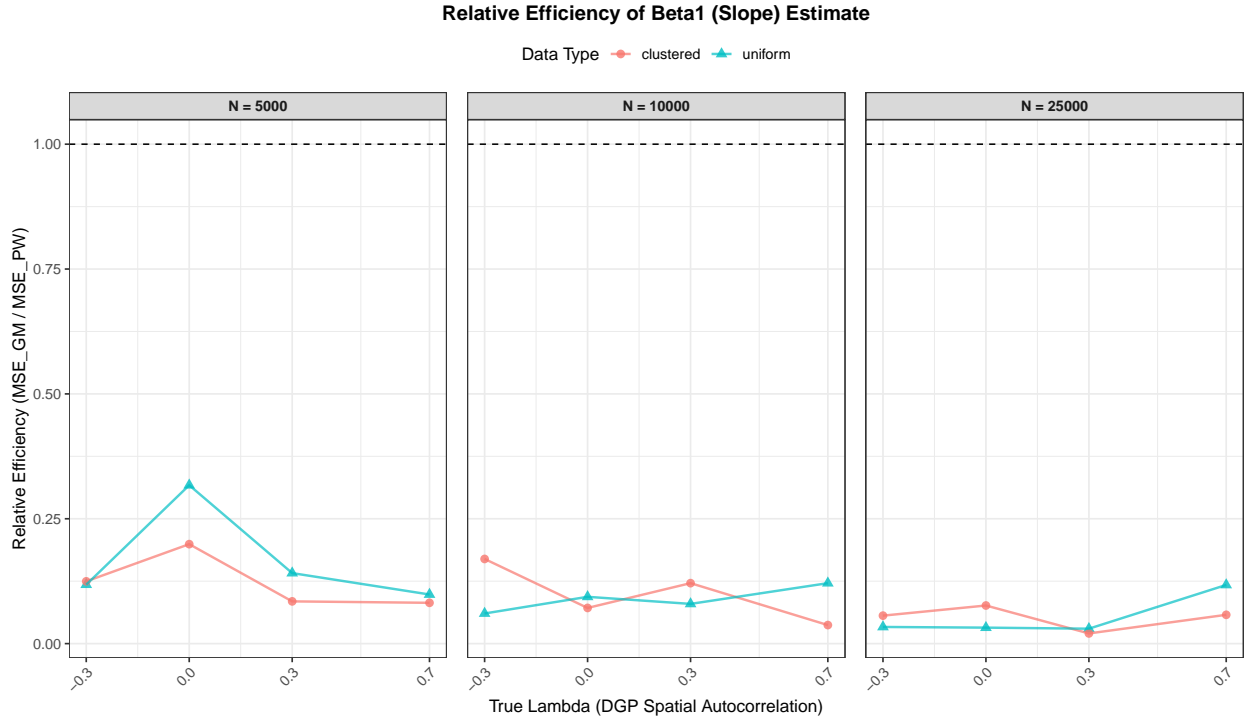 Relative Efficiency of Beta1 (Slope) Estimate
Data Type clustered uniform
N = 5000 N = 10000 N = 25000
Relative Efficiency (MSE_GM / MSE_PW)
1.00
0.75
0.50
0.25
0.00
−0.3 0.0 0.3 0.7 −0.3 0.0 0.3 0.7 −0.3 0.0 0.3 0.7
True Lambda (DGP Spatial Autocorrelation)